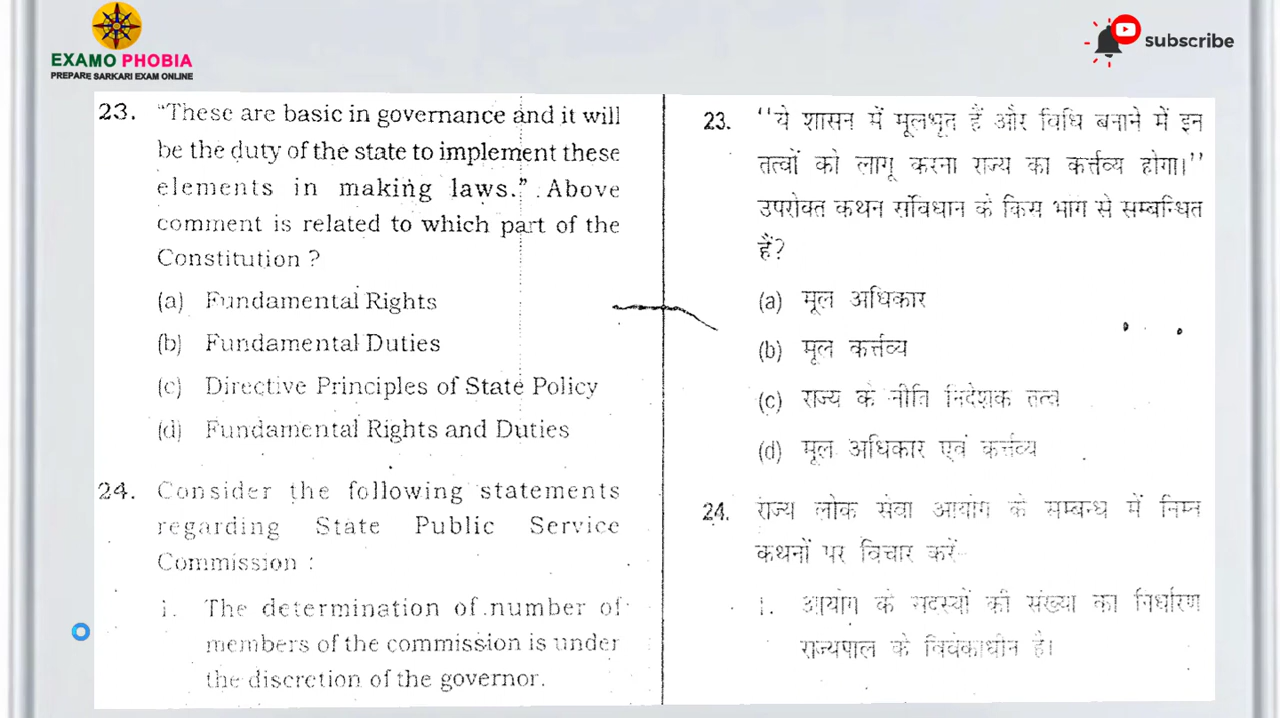 EXAMO PHOBIA
PREPARE SARKARI EXAM ONLINE
subscribe
23. "These are basic in governance and it will
be the duty of the state to implement these
elements in making laws." Above
comment is related to which part of the
Constitution ?
(a) Fundamental Rights
(b) Fundamental Duties
(c) Directive Principles of State Policy
(d) Fundamental Rights and Duties
24. Consider the following statements
regarding State Public Service
Commission :
i. The determination of number of
members of the commission is under
the discretion of the governor.
23. ''ये शासन में मूलभूत हैं और विधि बनाने में इन
तत्वों को लागू करना राज्य का कर्त्तव्य होगा।''
उपरोक्त कथन संविधान के किस भाग से सम्बन्धित
हैं?
(a) मूल अधिकार
(b) मूल कर्त्तव्य
(c) राज्य के नीति निदेशक तत्व
(d) मूल अधिकार एवं कर्त्तव्य
24. राज्य लोक सेवा आयोग के सम्बन्ध में निम्न
कथनों पर विचार करें
i. आयोग के सदस्यों की संख्या का निर्धारण
राज्यपाल के विवेकाधीन है।